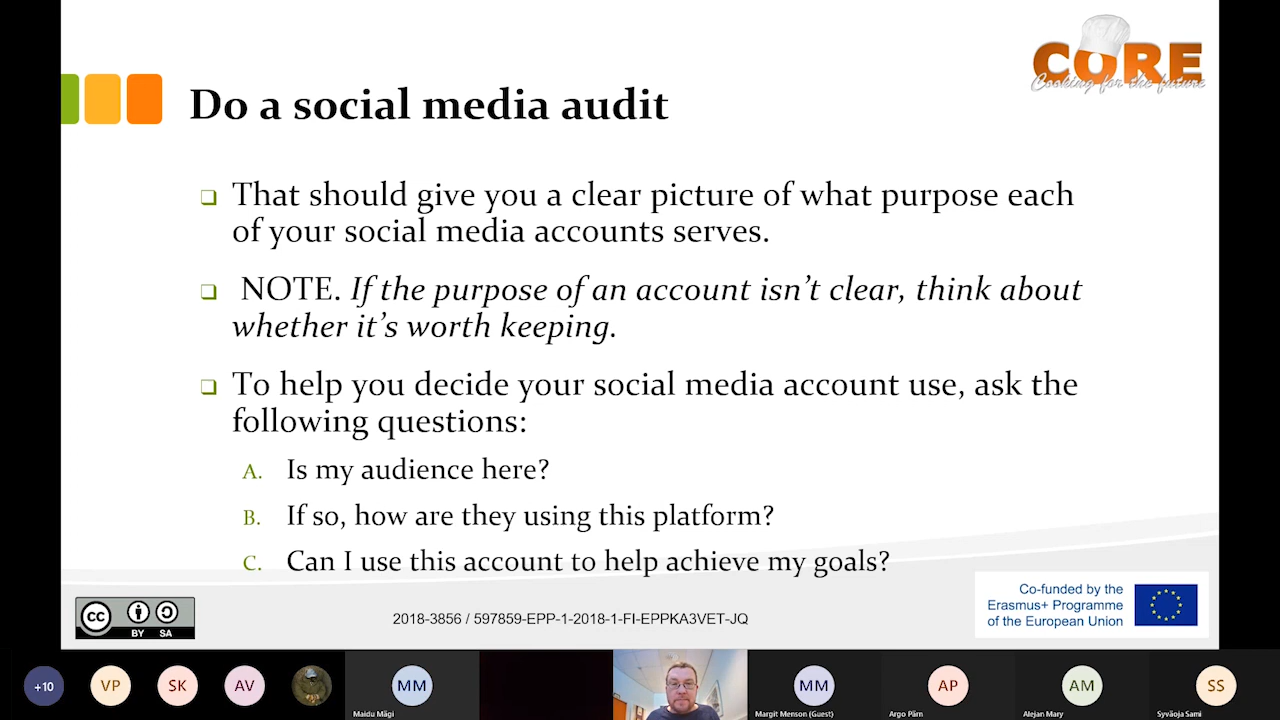 CORE
Cooking for the future
Do a social media audit
That should give you a clear picture of what purpose each
of your social media accounts serves.
NOTE. If the purpose of an account isn’t clear, think about
whether it’s worth keeping.
To help you decide your social media account use, ask the
following questions:
A. Is my audience here?
B. If so, how are they using this platform?
C. Can I use this account to help achieve my goals?
cc BY SA
2018-3856 / 597859-EPP-1-2018-1-FI-EPPKA3VET-JQ
Co-funded by the
Erasmus+ Programme
of the European Union
+10 VP SK AV MM MM AP AM SS
Maidu Mägi Margit Menson (Guest) Argo Pärn Alejan Mary Syväoja Sami